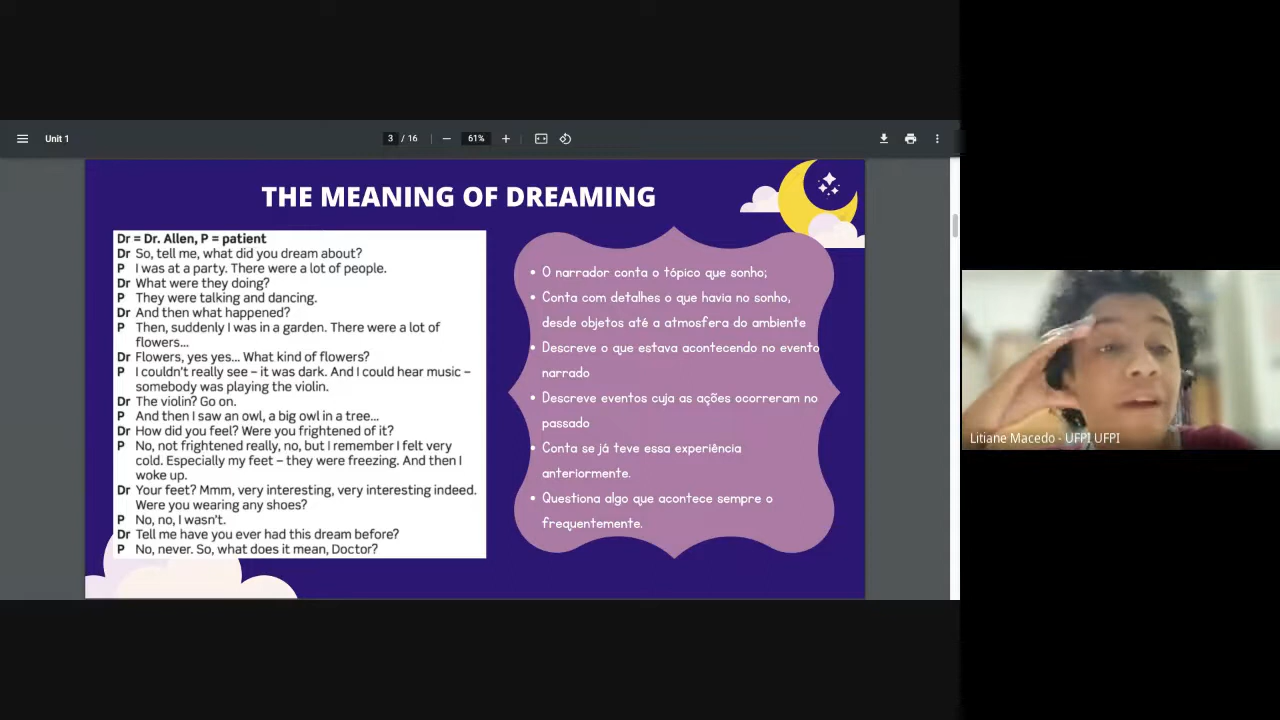 Unit 1
3 / 16
61%
THE MEANING OF DREAMING
Dr = Dr. Allen, P = patient
Dr So, tell me, what did you dream about?
P I was at a party. There were a lot of people.
Dr What were they doing?
P They were talking and dancing.
Dr And then what happened?
P Then, suddenly I was in a garden. There were a lot of
flowers...
Dr Flowers, yes yes... What kind of flowers?
P I couldn't really see – it was dark. And I could hear music –
somebody was playing the violin.
Dr The violin? Go on.
P And then I saw an owl, a big owl in a tree...
Dr How did you feel? Were you frightened of it?
P No, not frightened really, no, but I remember I felt very
cold. Especially my feet – they were freezing. And then I
woke up.
Dr Your feet? Mmm, very interesting, very interesting indeed.
Were you wearing any shoes?
P No, no, I wasn't.
Dr Tell me have you ever had this dream before?
P No, never. So, what does it mean, Doctor?
• O narrador conta o tópico que sonho;
• Conta com detalhes o que havia no sonho,
desde objetos até a atmosfera do ambiente
• Descreve o que estava acontecendo no evento
narrado
• Descreve eventos cuja as ações ocorreram no
passado
• Conta se já teve essa experiência
anteriormente.
• Questiona algo que acontece sempre o
frequentemente.
Litiane Macedo - UFPI UFPI